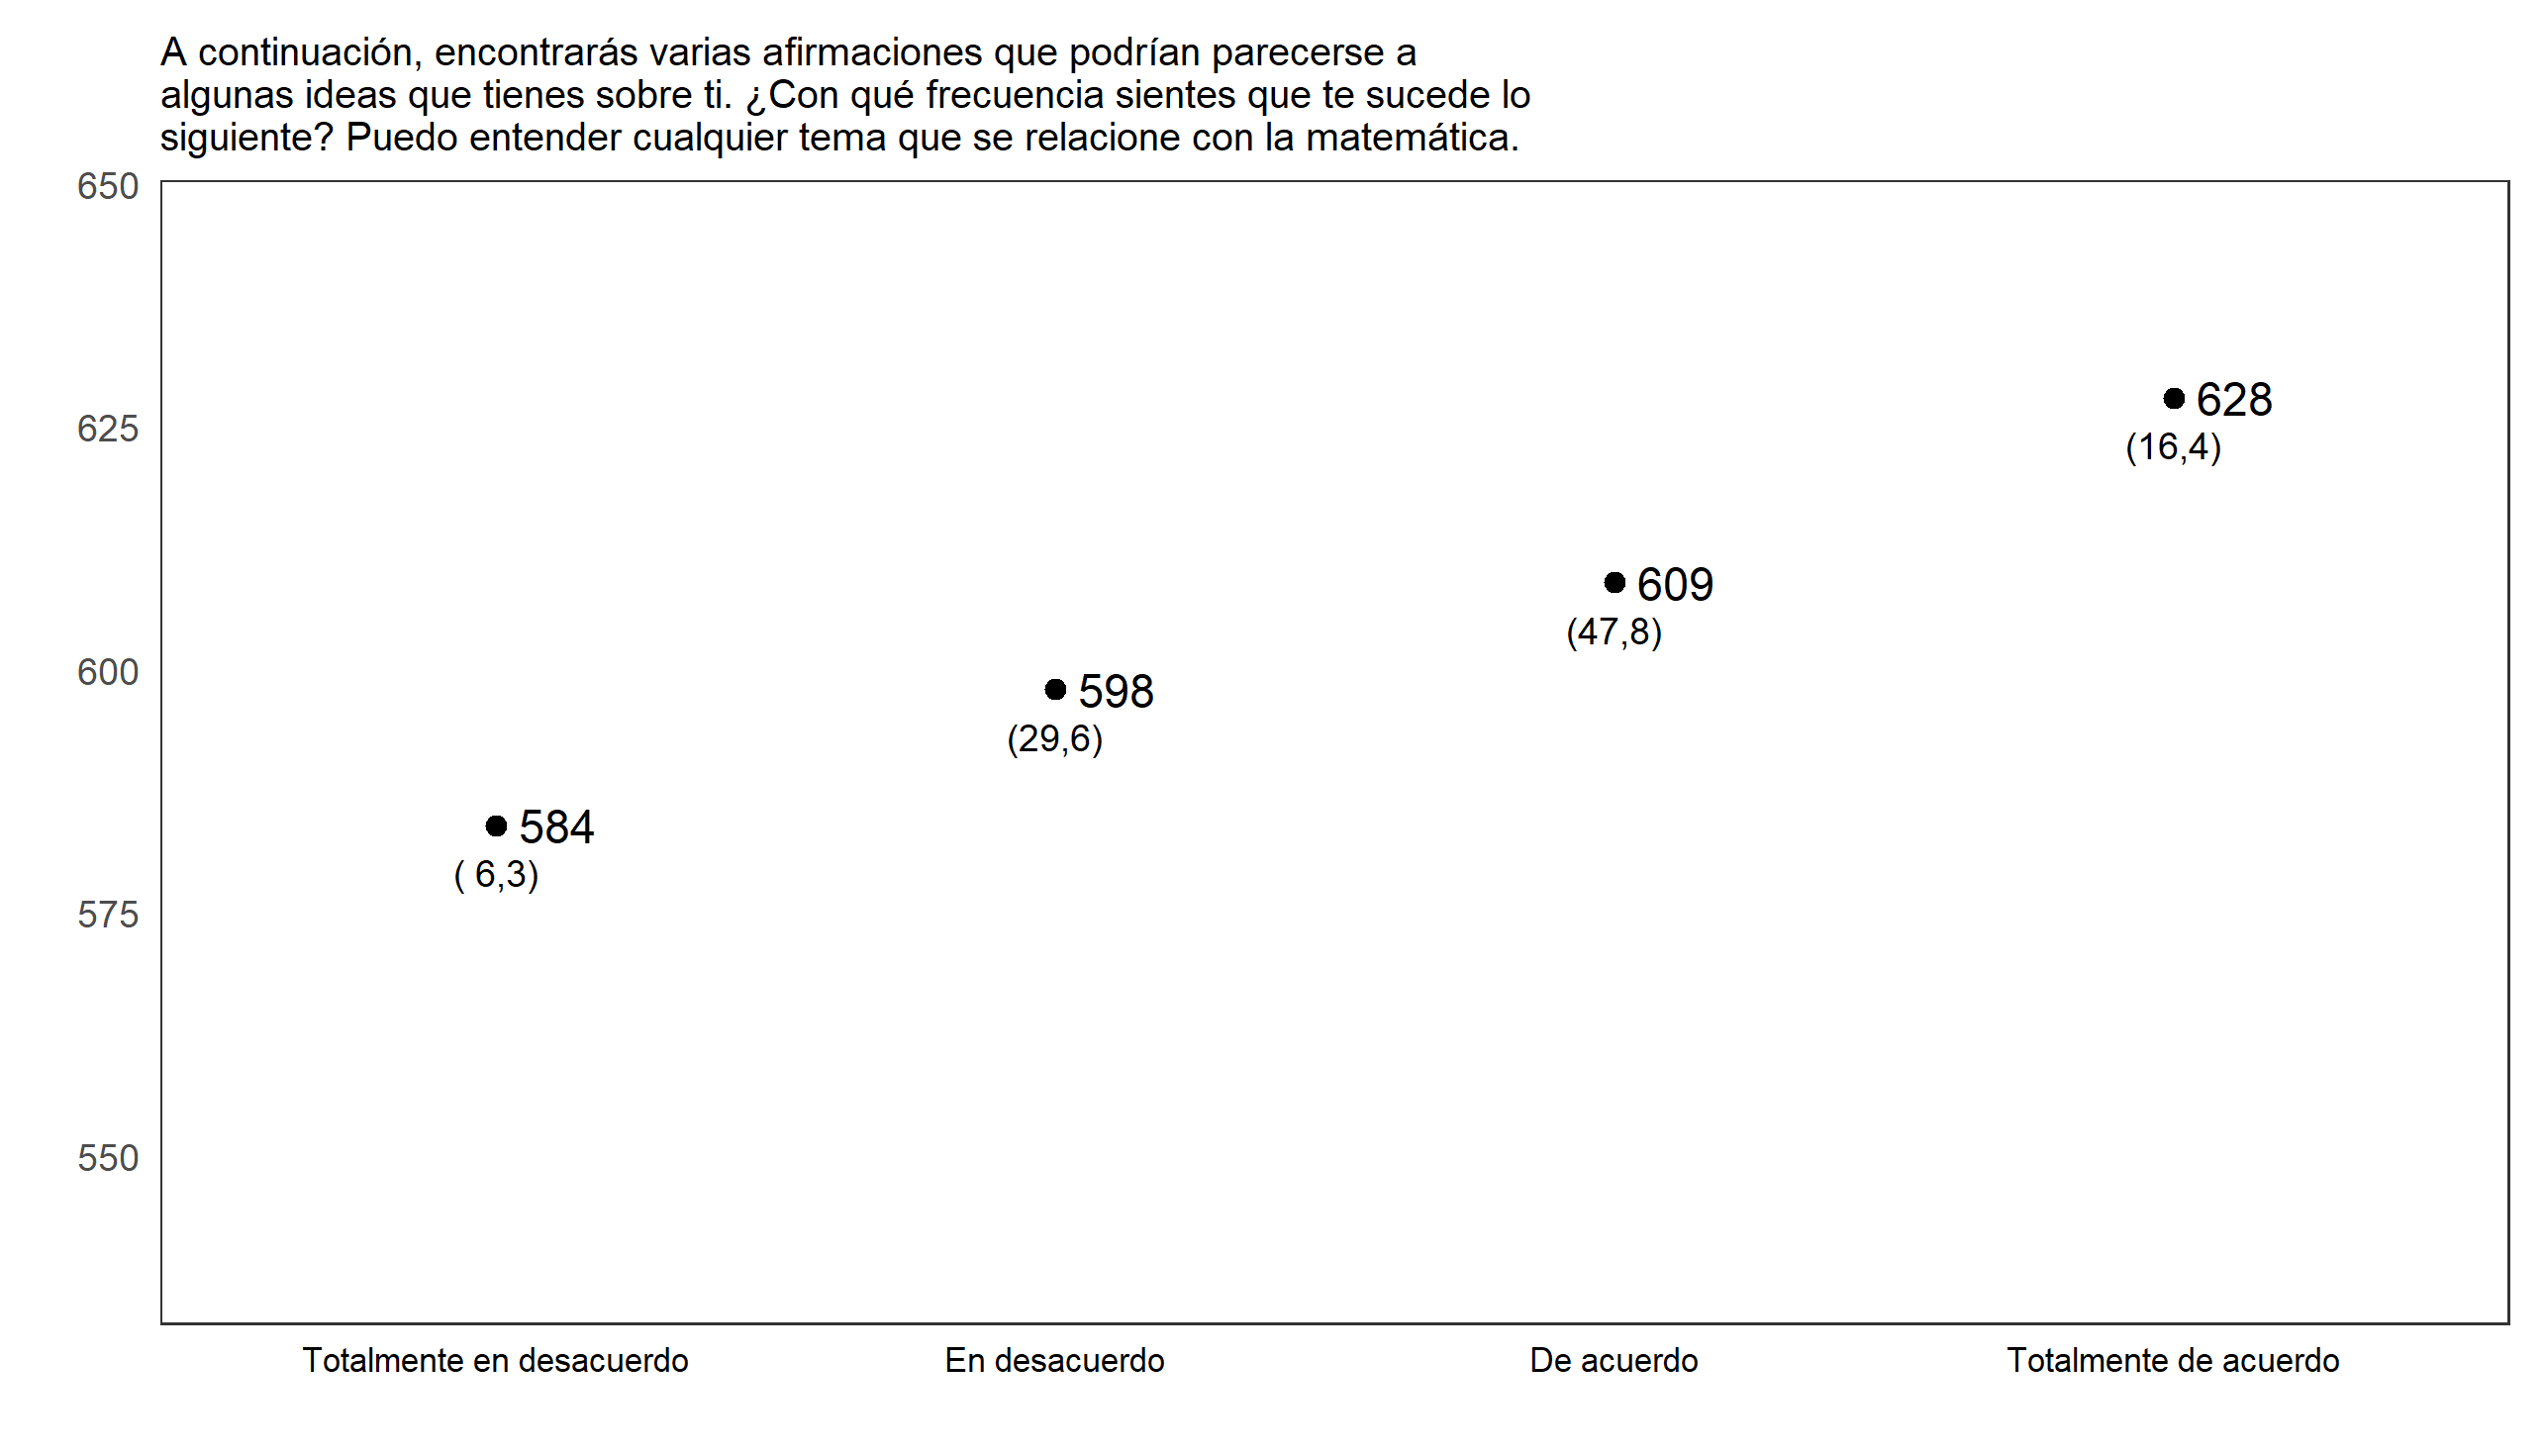 A continuación, encontrarás varias afirmaciones que podrían parecerse a
algunas ideas que tienes sobre ti. ¿Con qué frecuencia sientes que te sucede lo
siguiente? Puedo entender cualquier tema que se relacione con la matemática.
650
625
600
575
550
628
(16,4)
609
(47,8)
598
(29,6)
584
( 6,3)
Totalmente en desacuerdo
En desacuerdo
De acuerdo
Totalmente de acuerdo